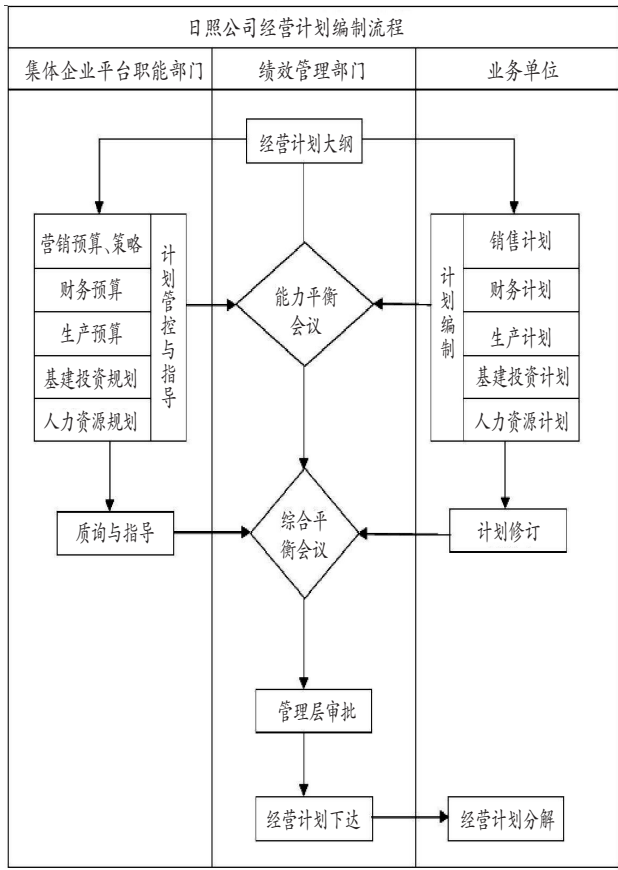 日照公司经营计划编制流程
集体企业平台职能部门
绩效管理部门
业务单位
经营计划大纲
营销预算、策略
财务预算
生产预算
基建投资规划
人力资源规划
计划管控与指导
能力平衡
会议
计划编制
销售计划
财务计划
生产计划
基建投资计划
人力资源计划
质询与指导
综合平
衡会议
计划修订
管理层审批
经营计划下达
经营计划分解